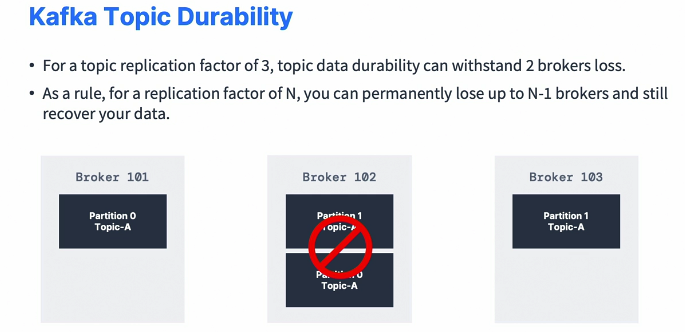 Kafka Topic Durability
• For a topic replication factor of 3, topic data durability can withstand 2 brokers loss.
• As a rule, for a replication factor of N, you can permanently lose up to N-1 brokers and still
recover your data.
Broker 101
Partition 0
Topic-A
Broker 102
Partition 1
Topic-A
Partition 0
Topic-A
Broker 103
Partition 1
Topic-A